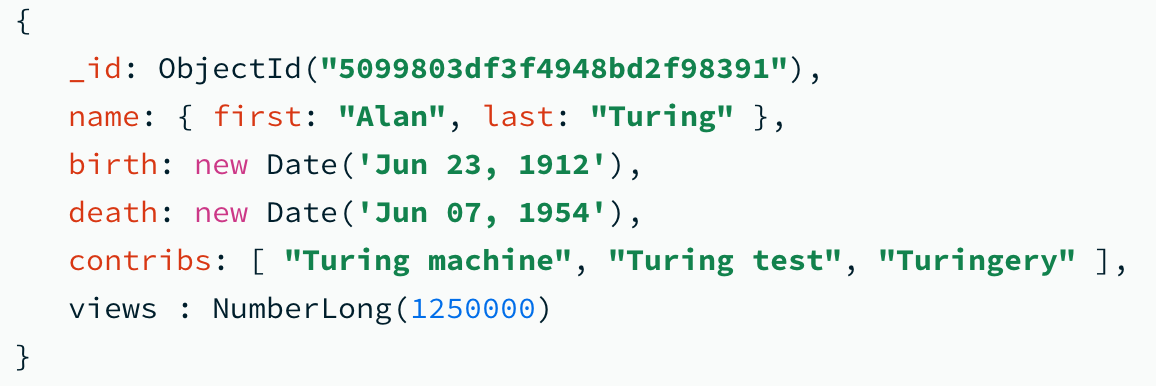 {
_id: ObjectId("5099803df3f4948bd2f98391"),
name: { first: "Alan", last: "Turing" },
birth: new Date('Jun 23, 1912'),
death: new Date('Jun 07, 1954'),
contribs: [ "Turing machine", "Turing test", "Turingery" ],
views : NumberLong(1250000)
}